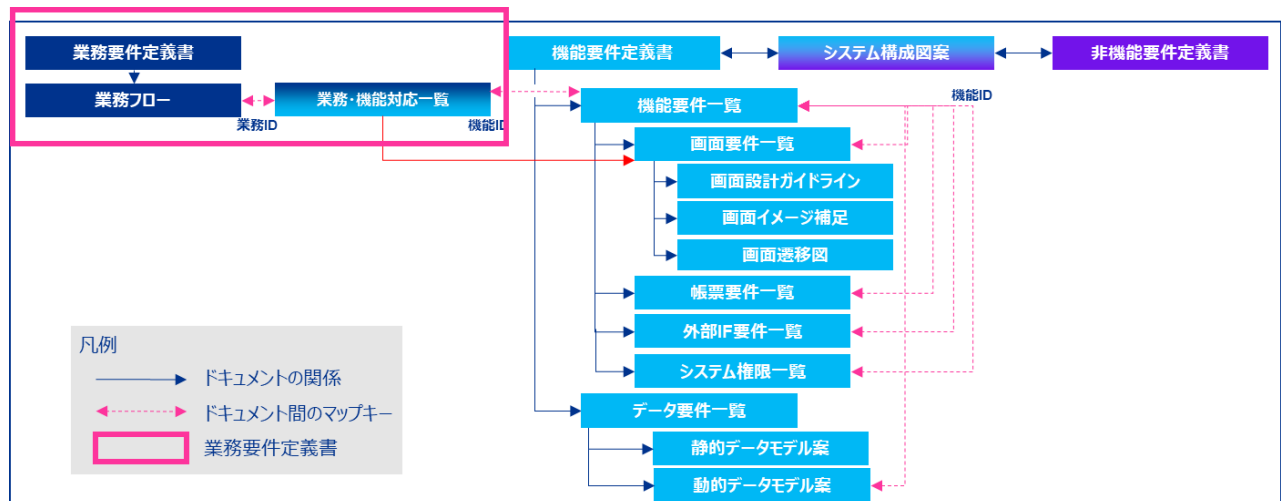 業務要件定義書
機能要件定義書
システム構成図案
非機能要件定義書
業務フロー
業務・機能対応一覧
業務ID
機能ID
機能要件一覧
機能ID
画面要件一覧
画面設計ガイドライン
画面イメージ補足
画面遷移図
帳票要件一覧
外部IF要件一覧
システム権限一覧
データ要件一覧
静的データモデル案
動的データモデル案
凡例
ドキュメントの関係
ドキュメント間のマップキー
業務要件定義書